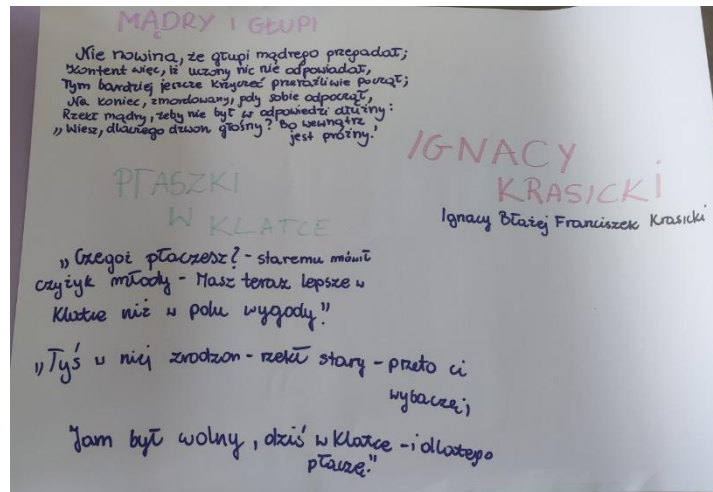 MĄDRY I GŁUPI
Nie nowina, że głupi mądrego przegadał;
Kontent więc, iż uczony nic nie odpowiadał,
Tym bardziej jeszcze krzyczeć przeraźliwie począł;
Na koniec, zmordowany, gdy sobie odpoczął,
Rzekł mądry, żeby nie był w odpowiedzi dłużny:
„Wiesz, dlaczego dzwon głośny? Bo wewnątrz
jest próżny."
IGNACY
KRASICKI
Ignacy Błażej Franciszek Krasicki
PTASZKI
W KLATCE
„Czegoż płaczesz? - staremu mówił
czyżyk młody - Masz teraz lepsze w
klatce niż w polu wygody."
„Tyś w niej zrodzon - rzekł stary - przeto ci
wybaczę;
Jam był wolny, dziś w klatce - i dlatego
płaczę."